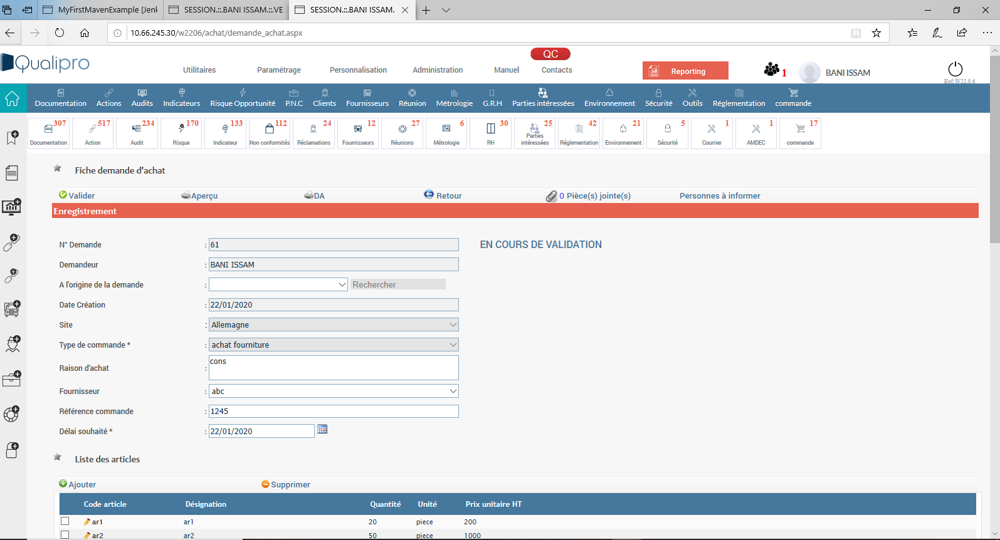 MyFirstMavenExample [Jenk
SESSION.::.BANI ISSAM.::.VE
SESSION.::.BANI ISSAM.
10.66.245.30/w2206/achat/demande_achat.aspx
Qualipro
Utilitaires
Paramétrage
Personnalisation
Administration
Manuel
QC
Contacts
Reporting
1
BANI ISSAM
Ref:W22.0.6
Documentation
Actions
Audits
Indicateurs
Risque Opportunité
P.N.C
Clients
Fournisseurs
Réunion
Métrologie
G.R.H
Parties intéressées
Environnement
Sécurité
Outils
Réglementation
commande
307
Documentation
517
Action
234
Audit
170
Risque
133
Indicateur
112
Non conformités
24
Réclamations
12
Fournisseurs
27
Réunions
6
Métrologie
30
RH
25
Parties
intéressées
42
Réglementation
21
Environnement
5
Sécurité
1
Courrier
1
AMDEC
17
commande
Fiche demande d'achat
Valider
Aperçu
DA
Retour
0 Pièce(s) jointe(s)
Personnes à informer
Enregistrement
N° Demande : 61
EN COURS DE VALIDATION
Demandeur : BANI ISSAM
A l'origine de la demande : Rechercher
Date Création : 22/01/2020
Site : Allemagne
Type de commande * : achat fourniture
Raison d'achat : cons
Fournisseur : abc
Référence commande : 1245
Délai souhaité * : 22/01/2020
Liste des articles
Ajouter
Supprimer
Code article Désignation Quantité Unité Prix unitaire HT
ar1 ar1 20 piece 200
ar2 ar2 50 piece 1000